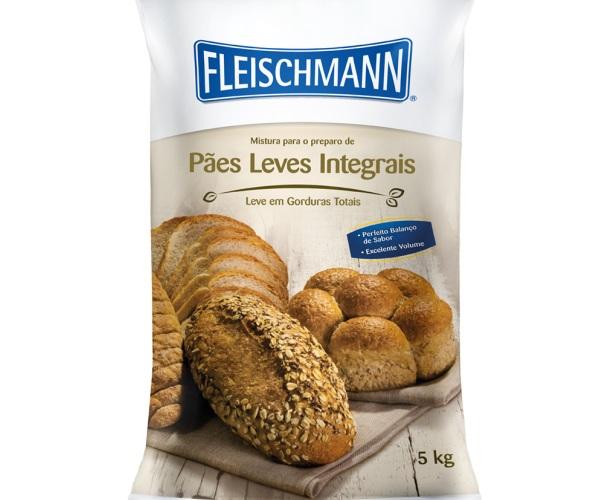 FLEISCHMANN®
Mistura para o preparo de
Pães Leves Integrais
Leve em Gorduras Totais
• Perfeito Balanço
de Sabor
• Excelente Volume
5 kg